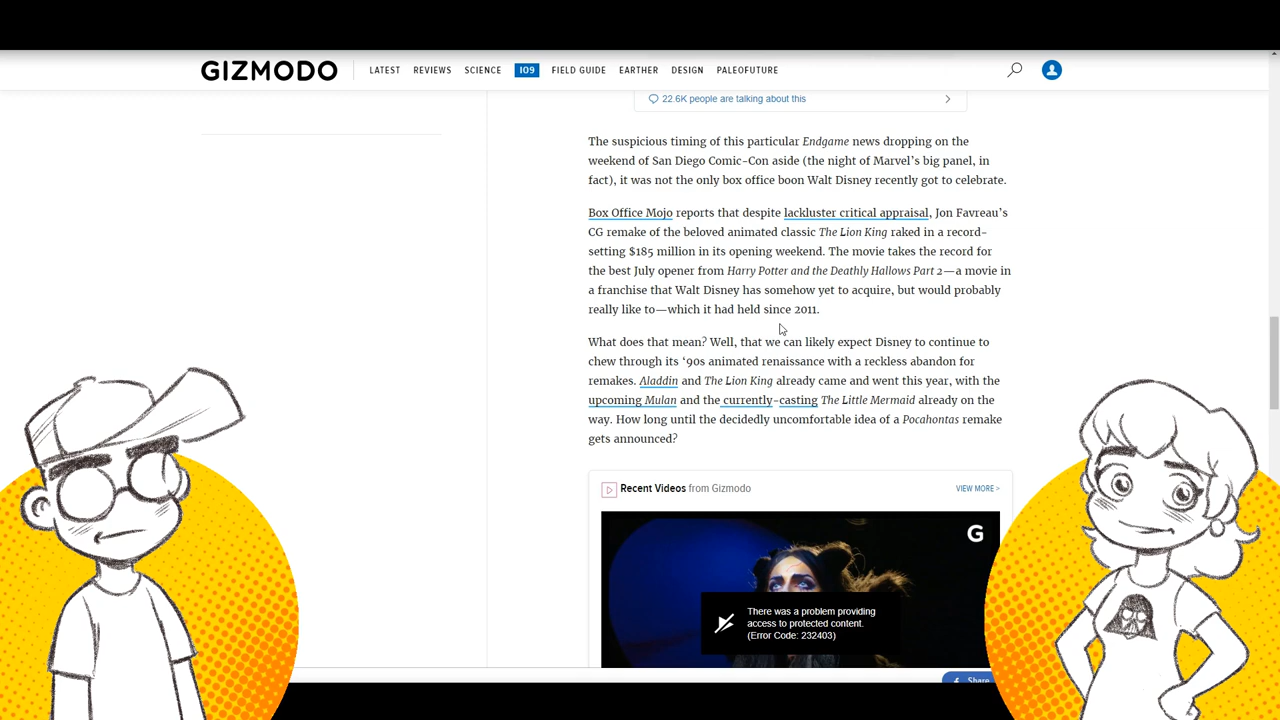 GIZMODO
LATEST REVIEWS SCIENCE IO9 FIELD GUIDE EARTHER DESIGN PALEOFUTURE
22.6K people are talking about this
The suspicious timing of this particular Endgame news dropping on the
weekend of San Diego Comic-Con aside (the night of Marvel's big panel, in
fact), it was not the only box office boon Walt Disney recently got to celebrate.
Box Office Mojo reports that despite lackluster critical appraisal, Jon Favreau's
CG remake of the beloved animated classic The Lion King raked in a record-
setting $185 million in its opening weekend. The movie takes the record for
the best July opener from Harry Potter and the Deathly Hallows Part 2—a movie in
a franchise that Walt Disney has somehow yet to acquire, but would probably
really like to—which it had held since 2011.
What does that mean? Well, that we can likely expect Disney to continue to
chew through its '90s animated renaissance with a reckless abandon for
remakes. Aladdin and The Lion King already came and went this year, with the
upcoming Mulan and the currently-casting The Little Mermaid already on the
way. How long until the decidedly uncomfortable idea of a Pocahontas remake
gets announced?
Recent Videos from Gizmodo VIEW MORE >
G
There was a problem providing
access to protected content.
(Error Code: 232403)
Share